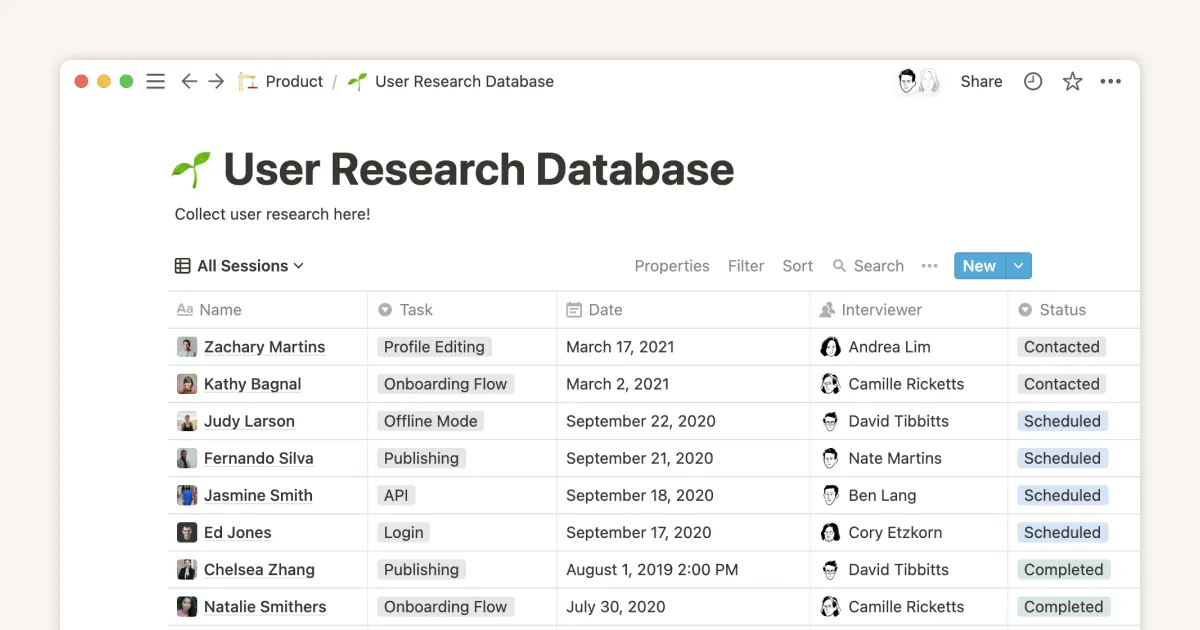 Product / User Research Database Share
User Research Database
Collect user research here!
All Sessions Properties Filter Sort Search New
Aa Name Task Date Interviewer Status
Zachary Martins Profile Editing March 17, 2021 Andrea Lim Contacted
Kathy Bagnal Onboarding Flow March 2, 2021 Camille Ricketts Contacted
Judy Larson Offline Mode September 22, 2020 David Tibbitts Scheduled
Fernando Silva Publishing September 21, 2020 Nate Martins Scheduled
Jasmine Smith API September 18, 2020 Ben Lang Scheduled
Ed Jones Login September 17, 2020 Cory Etzkorn Scheduled
Chelsea Zhang Publishing August 1, 2019 2:00 PM David Tibbitts Completed
Natalie Smithers Onboarding Flow July 30, 2020 Camille Ricketts Completed